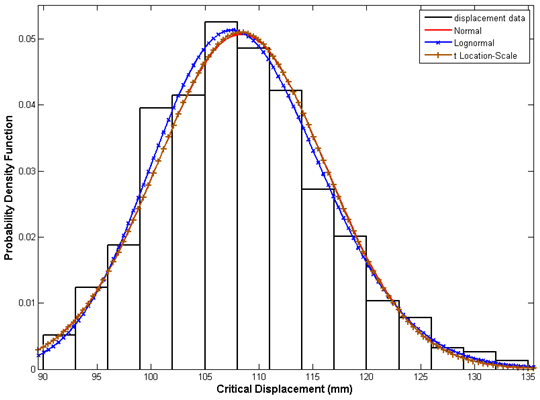 displacement data
Normal
Lognormal
t Location-Scale
0.05
0.04
0.03
0.02
0.01
0
Probability Density Function
90 95 100 105 110 115 120 125 130 135
Critical Displacement (mm)